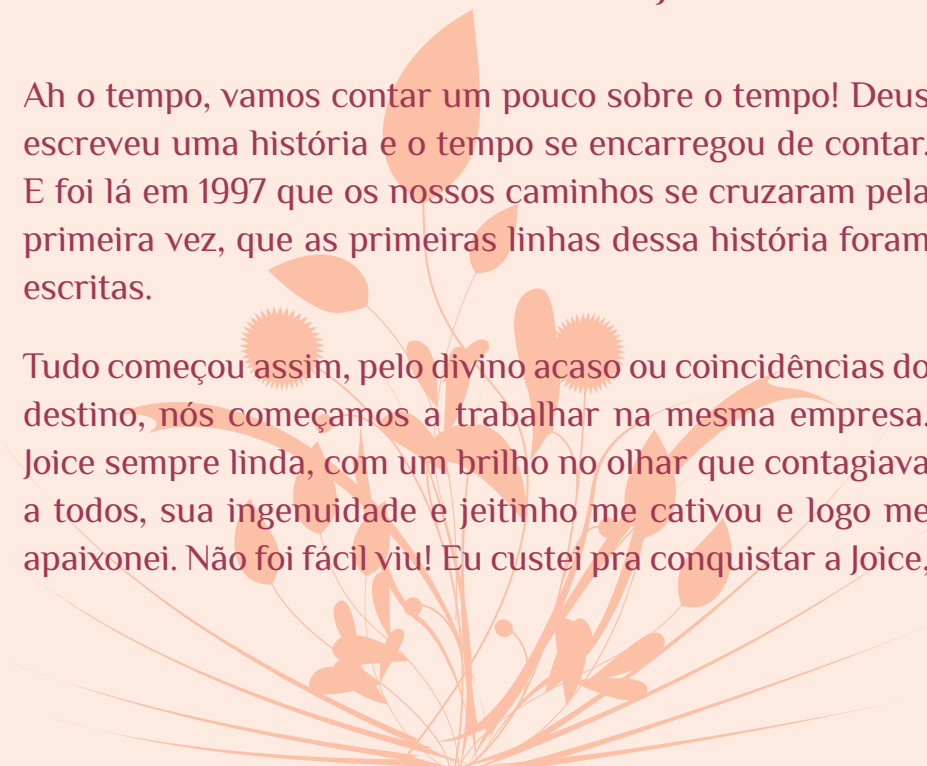 Ah o tempo, vamos contar um pouco sobre o tempo! Deus
escreveu uma história e o tempo se encarregou de contar.
E foi lá em 1997 que os nossos caminhos se cruzaram pela
primeira vez, que as primeiras linhas dessa história foram
escritas.
Tudo começou assim, pelo divino acaso ou coincidências do
destino, nós começamos a trabalhar na mesma empresa.
Joice sempre linda, com um brilho no olhar que contagiava
a todos, sua ingenuidade e jeitinho me cativou e logo me
apaixonei. Não foi fácil viu! Eu custei pra conquistar a Joice,